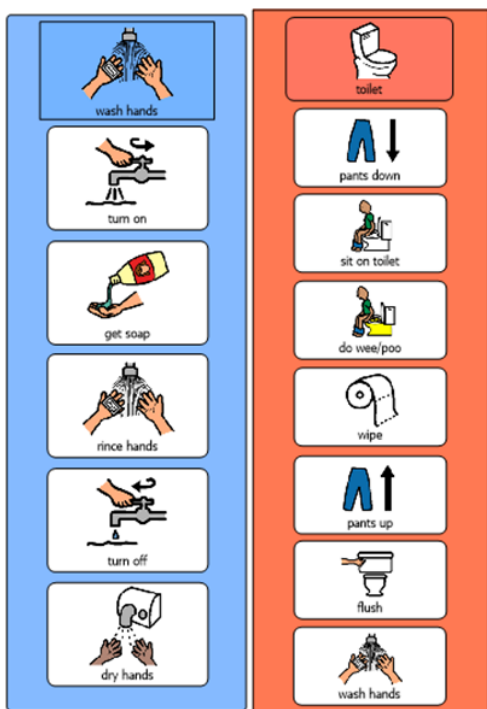 wash hands
turn on
get soap
rince hands
turn off
dry hands
toilet
pants down
sit on toilet
do wee/poo
wipe
pants up
flush
wash hands